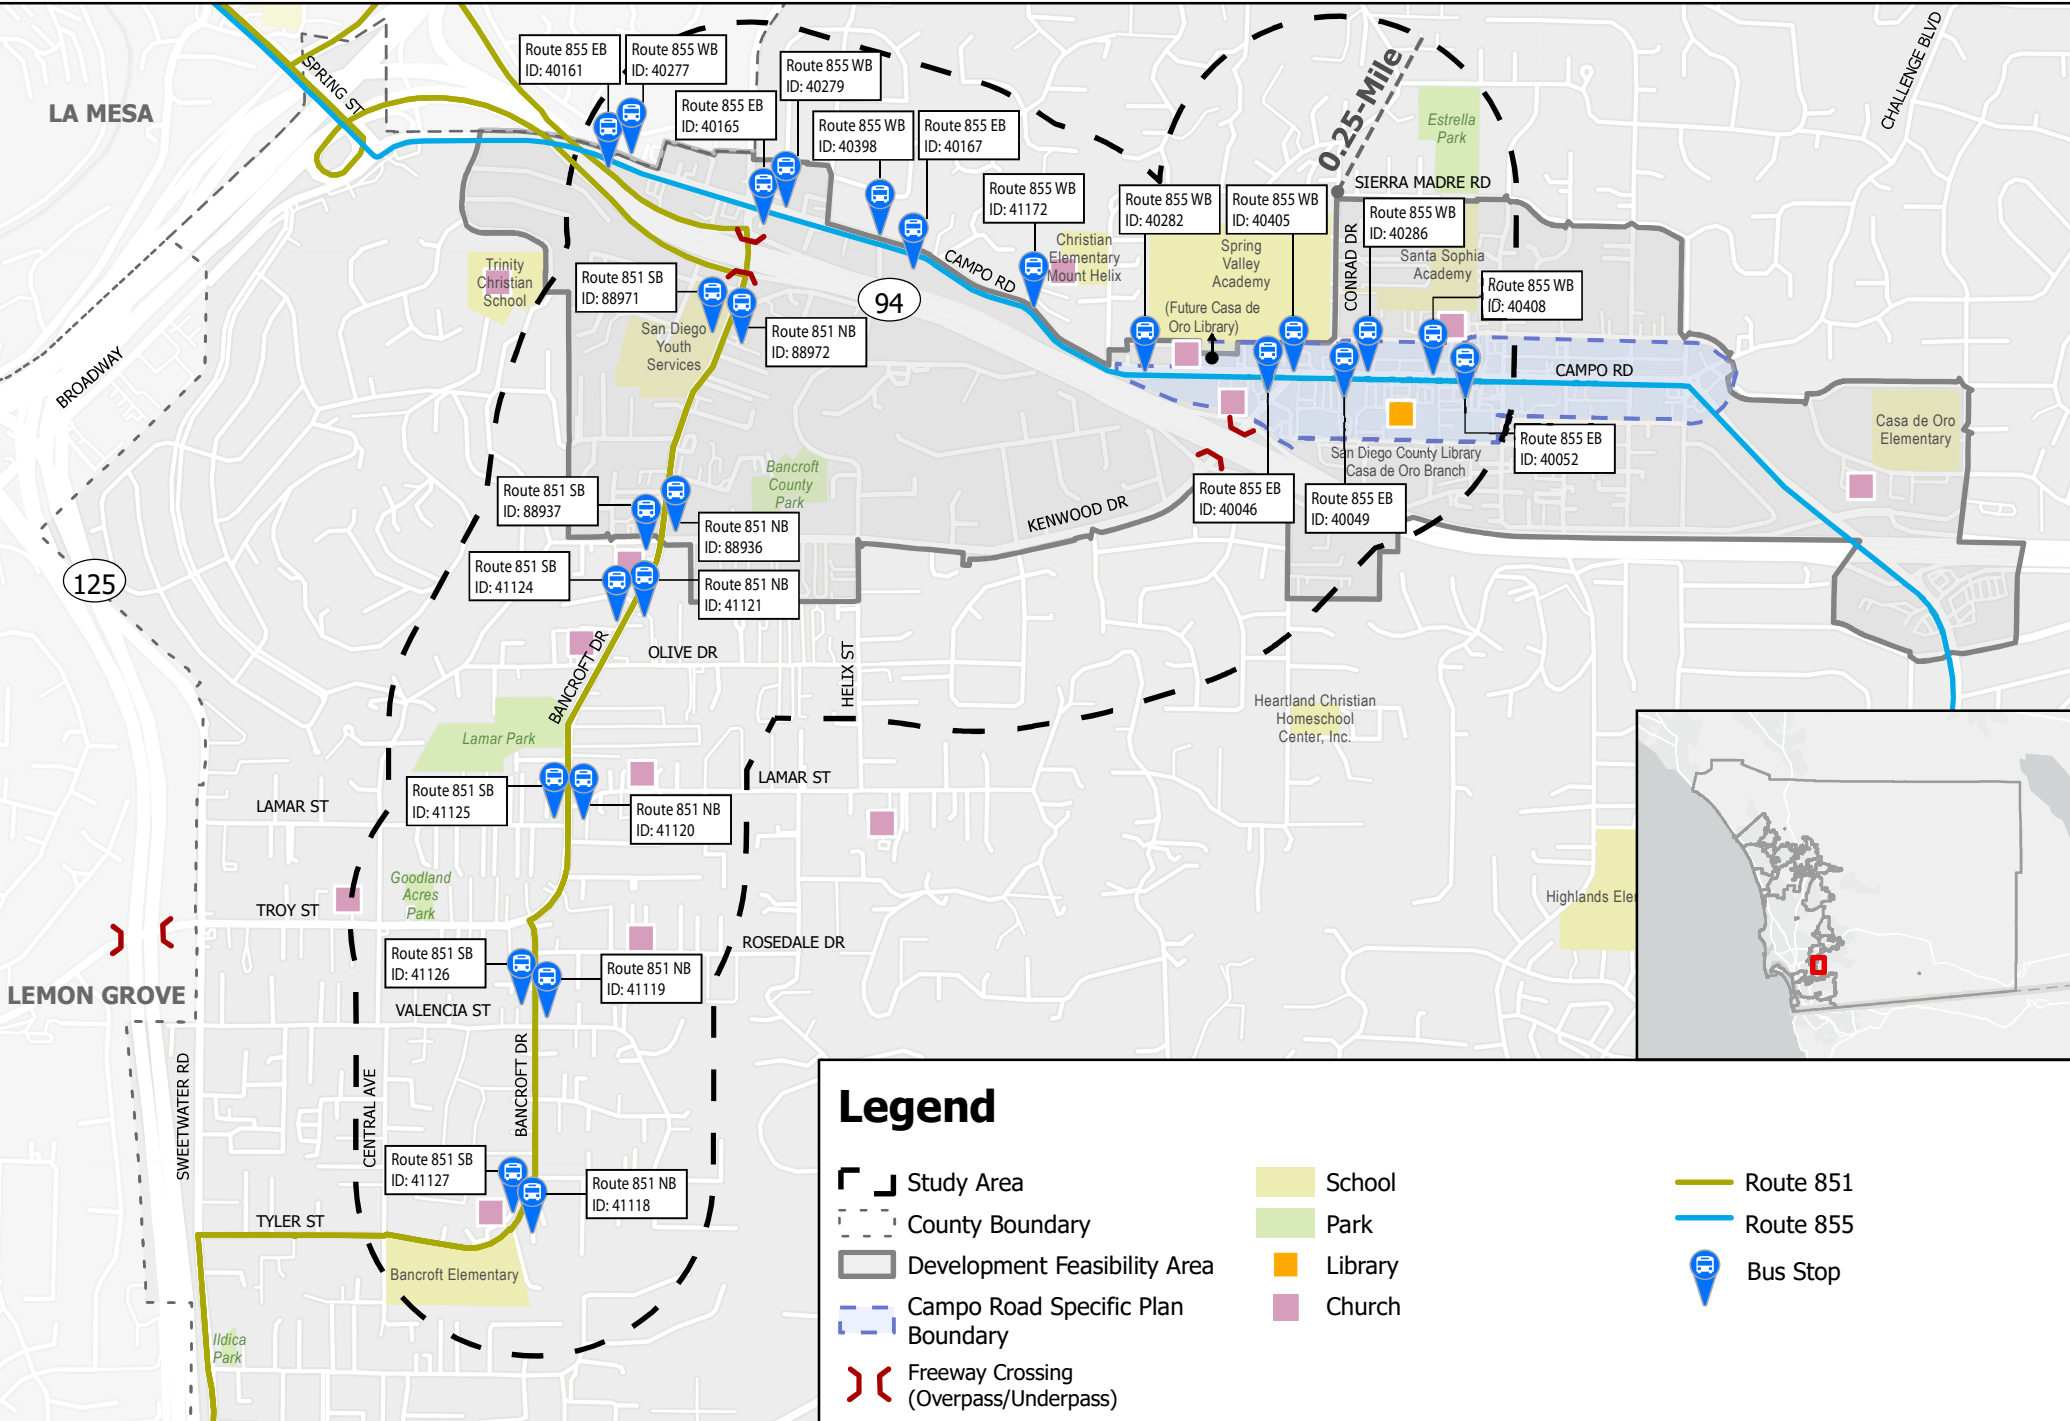 Route 855 EB
ID: 40161
Route 855 WB
ID: 40277
Route 855 WB
ID: 40279
Route 855 EB
ID: 40165
Route 855 WB
ID: 40398
Route 855 EB
ID: 40167
Route 855 WB
ID: 41172
Route 855 WB
ID: 40282
Route 855 WB
ID: 40405
Route 855 WB
ID: 40286
Route 855 WB
ID: 40408
Route 855 EB
ID: 40052
Route 855 EB
ID: 40046
Route 855 EB
ID: 40049
Route 851 SB
ID: 88971
Route 851 NB
ID: 88972
Route 851 SB
ID: 88937
Route 851 NB
ID: 88936
Route 851 SB
ID: 41124
Route 851 NB
ID: 41121
Route 851 SB
ID: 41125
Route 851 NB
ID: 41120
Route 851 SB
ID: 41126
Route 851 NB
ID: 41119
Route 851 SB
ID: 41127
Route 851 NB
ID: 41118
LA MESA
SPRING ST
0.25-Mile
CHALLENGE BLVD
Estrella
Park
SIERRA MADRE RD
CONRAD DR
Christian
Elementary
Mount Helix
Spring
Valley
Academy
(Future Casa de
Oro Library)
Santa Sophia
Academy
CAMPO RD
94
Trinity
Christian
School
San Diego
Youth
Services
BROADWAY
CAMPO RD
Casa de Oro
Elementary
San Diego County Library
Casa de Oro Branch
Bancroft
County
Park
KENWOOD DR
125
OLIVE DR
HELIX ST
BANCROFT DR
Heartland Christian
Homeschool
Center, Inc.
Lamar Park
LAMAR ST
LAMAR ST
Goodland
Acres
Park
TROY ST
ROSEDALE DR
Highlands Ele
LEMON GROVE
VALENCIA ST
SWEETWATER RD
CENTRAL AVE
BANCROFT DR
TYLER ST
Bancroft Elementary
Ildica
Park
Legend
Study Area
County Boundary
Development Feasibility Area
Campo Road Specific Plan
Boundary
Freeway Crossing
(Overpass/Underpass)
School
Park
Library
Church
Route 851
Route 855
Bus Stop